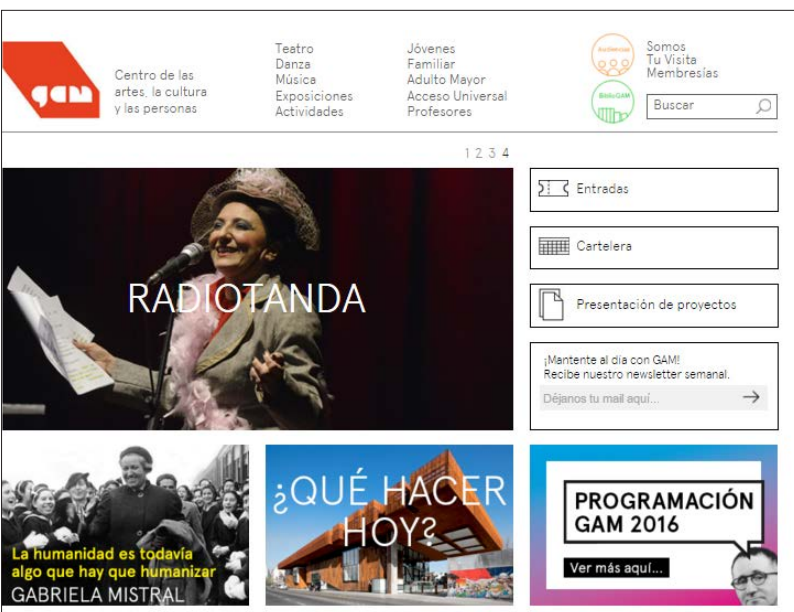 gam
Centro de las
artes, la cultura
y las personas
Teatro
Danza
Música
Exposiciones
Actividades
Jóvenes
Familiar
Adulto Mayor
Acceso Universal
Profesores
Audiencias
BiblioGAM
Somos
Tu Visita
Membresías
Buscar
1 2 3 4
RADIOTANDA
Entradas
Cartelera
Presentación de proyectos
¡Mantente al día con GAM!
Recibe nuestro newsletter semanal.
Déjanos tu mail aquí...
La humanidad es todavía
algo que hay que humanizar
GABRIELA MISTRAL
¿QUÉ HACER
HOY?
PROGRAMACIÓN
GAM 2016
Ver más aquí...